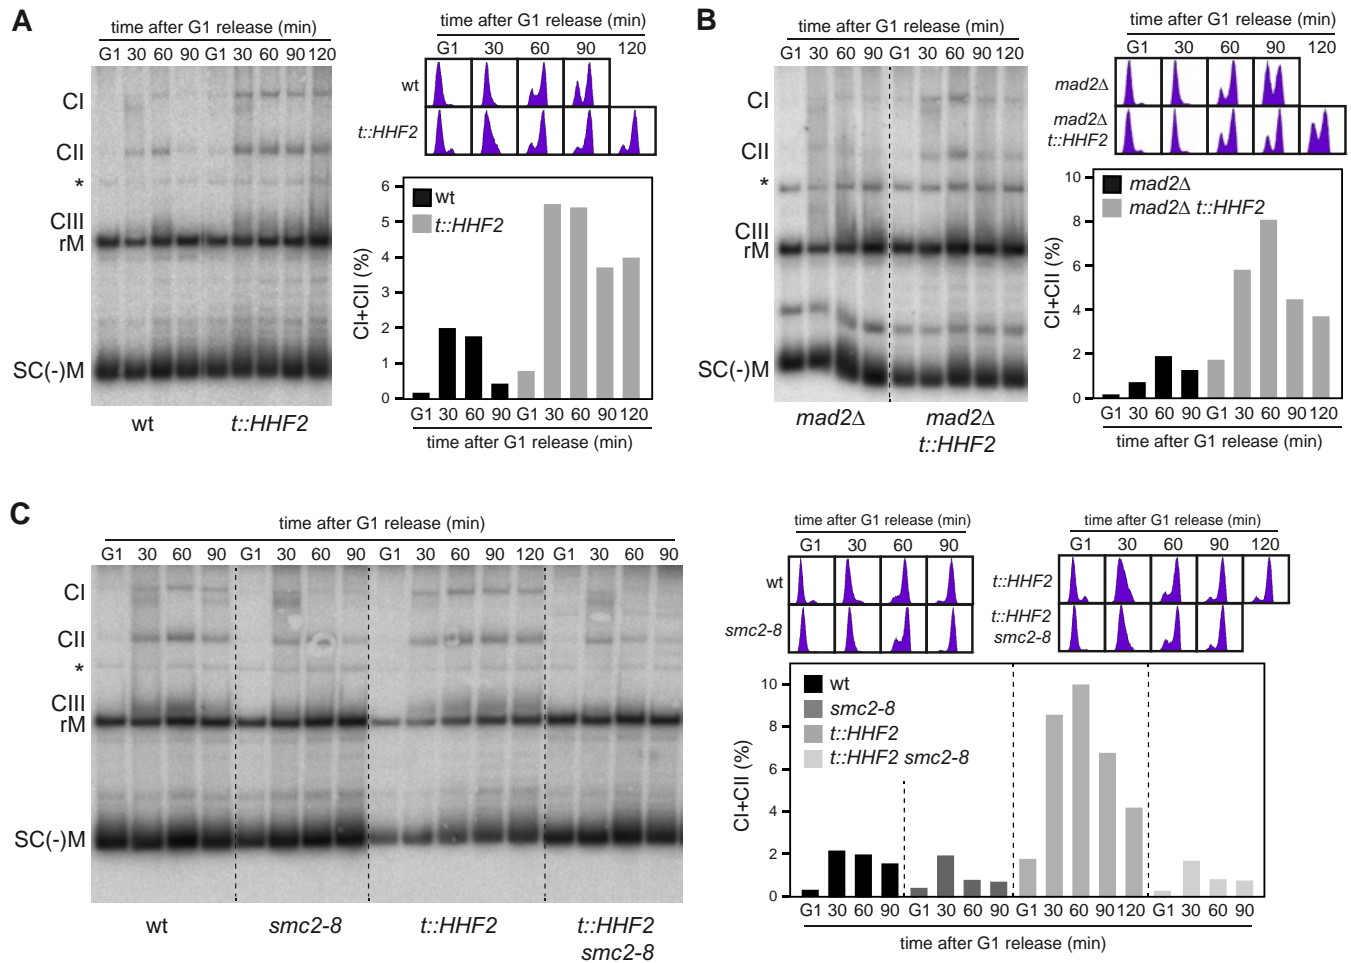 A
time after G1 release (min)
G1 30 60 90 G1 30 60 90 120
CI
CII
*
CIII
rM
SC(-)M
wt
t::HHF2
time after G1 release (min)
G1 30 60 90 120
wt
t::HHF2
CI+CII (%)
6
5
4
3
2
1
0
wt
t::HHF2
G1 30 60 90 G1 30 60 90 120
time after G1 release (min)
B
time after G1 release (min)
G1 30 60 90 G1 30 60 90 120
CI
CII
*
CIII
rM
SC(-)M
mad2Δ
mad2Δ
t::HHF2
time after G1 release (min)
G1 30 60 90 120
mad2Δ
mad2Δ
t::HHF2
CI+CII (%)
10
8
6
4
2
0
mad2Δ
mad2Δ t::HHF2
G1 30 60 90 G1 30 60 90 120
time after G1 release (min)
C
time after G1 release (min)
G1 30 60 90 G1 30 60 90 G1 30 60 90 120 G1 30 60 90
CI
CII
*
CIII
rM
SC(-)M
wt
smc2-8
t::HHF2
t::HHF2
smc2-8
time after G1 release (min)
G1 30 60 90
wt
smc2-8
time after G1 release (min)
G1 30 60 90 120
t::HHF2
t::HHF2
smc2-8
CI+CII (%)
10
8
6
4
2
0
wt
smc2-8
t::HHF2
t::HHF2 smc2-8
G1 30 60 90 G1 30 60 90 G1 30 60 90 120 G1 30 60 90
time after G1 release (min)